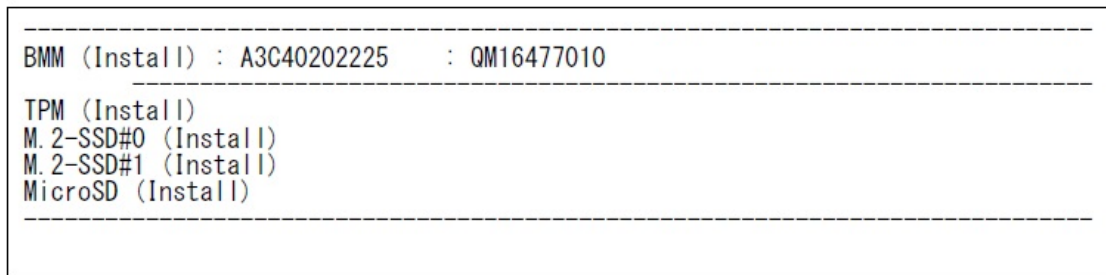 --------------------------------------------------------------------------------
BMM (Install) : A3C40202225    : QM16477010
        ------------------------------------------------------------------------
TPM (Install)
M.2-SSD#0 (Install)
M.2-SSD#1 (Install)
MicroSD (Install)
--------------------------------------------------------------------------------